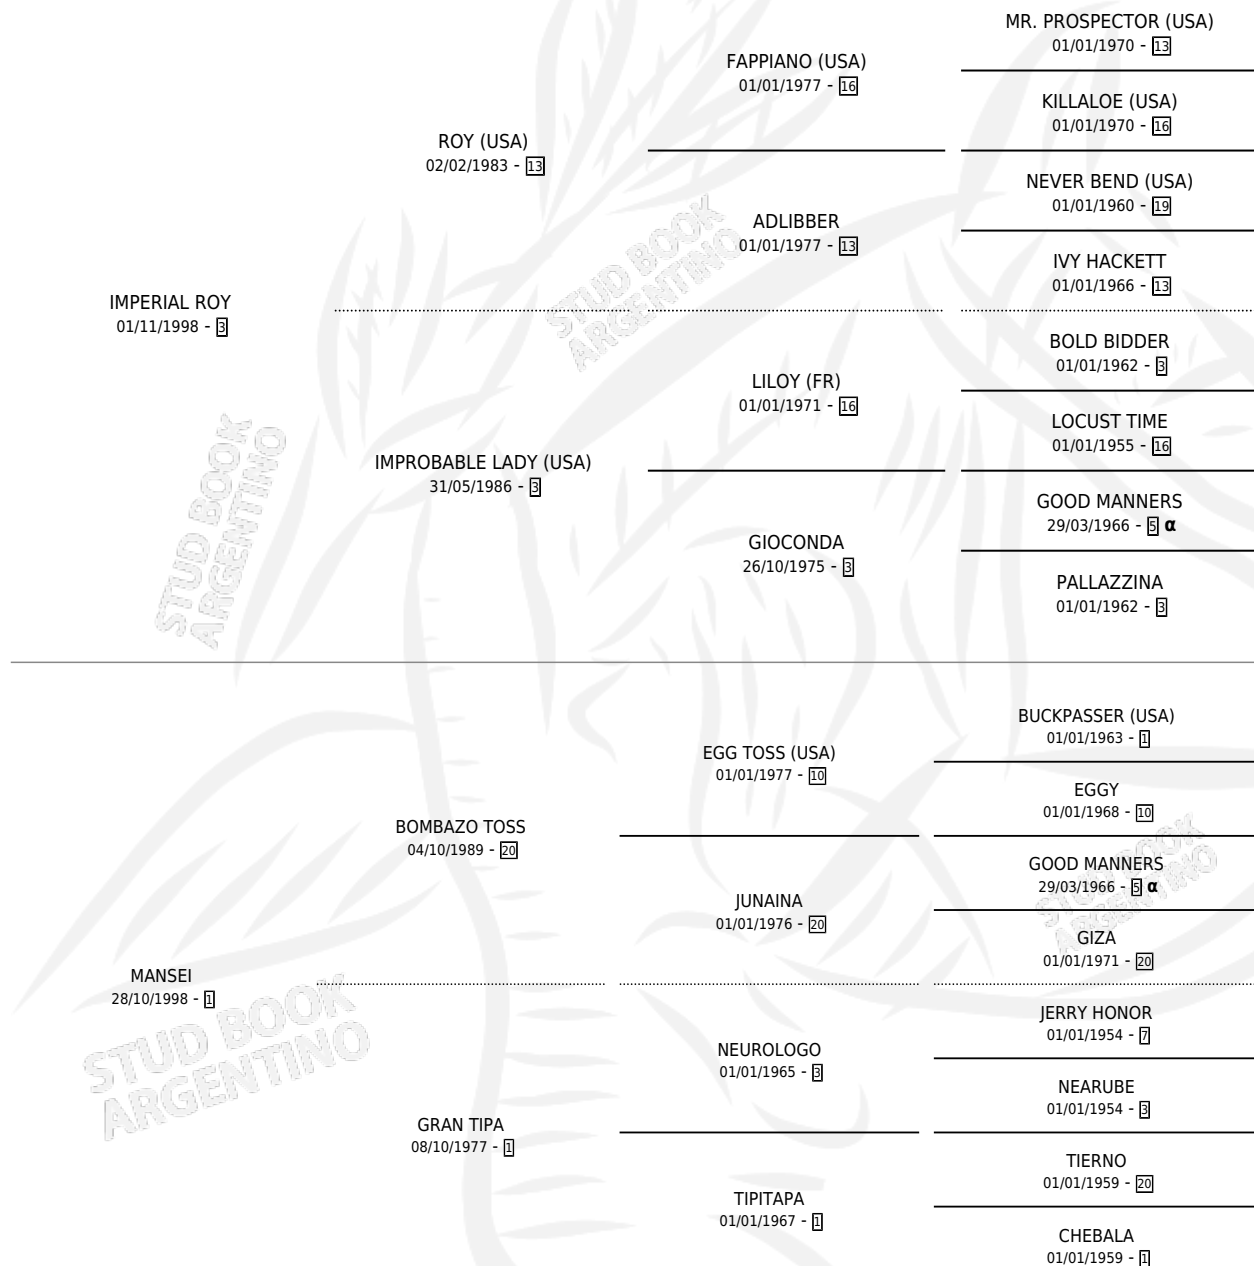 MR. PROSPECTOR (USA)
01/01/1970 - 13
FAPPIANO (USA)
01/01/1977 - 16
KILLALOE (USA)
01/01/1970 - 16
ROY (USA)
02/02/1983 - 13
NEVER BEND (USA)
01/01/1960 - 19
ADLIBBER
01/01/1977 - 13
IVY HACKETT
01/01/1966 - 13
IMPERIAL ROY
01/11/1998 - 3
BOLD BIDDER
01/01/1962 - 3
LILOY (FR)
01/01/1971 - 16
LOCUST TIME
01/01/1955 - 16
IMPROBABLE LADY (USA)
31/05/1986 - 3
GOOD MANNERS
29/03/1966 - 5 α
GIOCONDA
26/10/1975 - 3
PALLAZZINA
01/01/1962 - 3
BUCKPASSER (USA)
01/01/1963 - 1
EGG TOSS (USA)
01/01/1977 - 10
EGGY
01/01/1968 - 10
BOMBAZO TOSS
04/10/1989 - 20
GOOD MANNERS
29/03/1966 - 5 α
JUNAINA
01/01/1976 - 20
GIZA
01/01/1971 - 20
MANSEI
28/10/1998 - 1
JERRY HONOR
01/01/1954 - 7
NEUROLOGO
01/01/1965 - 3
NEARUBE
01/01/1954 - 3
GRAN TIPA
08/10/1977 - 1
TIERNO
01/01/1959 - 20
TIPITAPA
01/01/1967 - 1
CHEBALA
01/01/1959 - 1
STUD BOOK
ARGENTINO
STUD BOOK
ARGENTINO
STUD BOOK
ARGENTINO
STUD BOOK
ARGENTINO